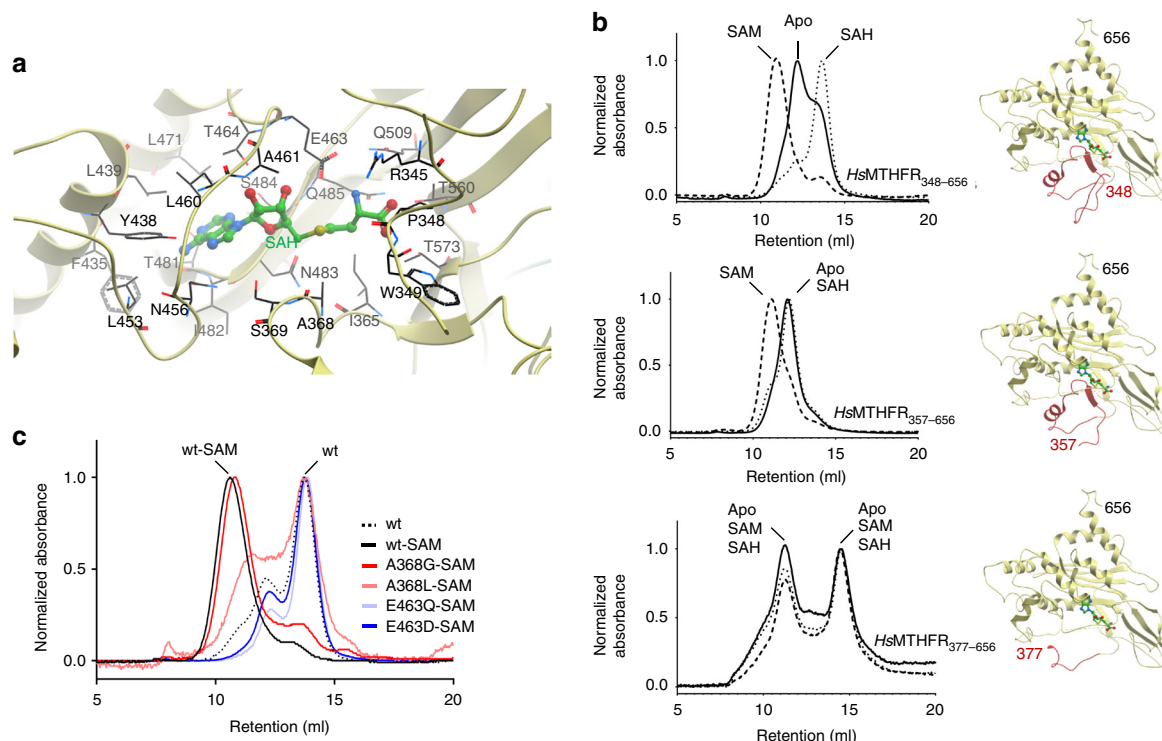 a
L471
T464
E463
Q509
L439
A461
R345
S484
T560
L460
Q485
Y438
P348
SAH
F435
T481
T573
N483
W349
L453
N456
I482
S369
A368
I365
b
SAM
Apo
SAH
1.0
0.5
0.0
Normalized
absorbance
HsMTHFR348–656
5
10
15
20
Retention (ml)
656
348
SAM
Apo
SAH
1.0
0.5
0.0
Normalized
absorbance
HsMTHFR357–656
5
10
15
20
Retention (ml)
656
357
Apo
SAM
SAH
Apo
SAM
SAH
1.0
0.5
0.0
Normalized
absorbance
HsMTHFR377–656
5
10
15
20
Retention (ml)
656
377
c
wt-SAM
wt
1.0
0.5
0.0
Normalized absorbance
wt
wt-SAM
A368G-SAM
A368L-SAM
E463Q-SAM
E463D-SAM
5
10
15
20
Retention (ml)